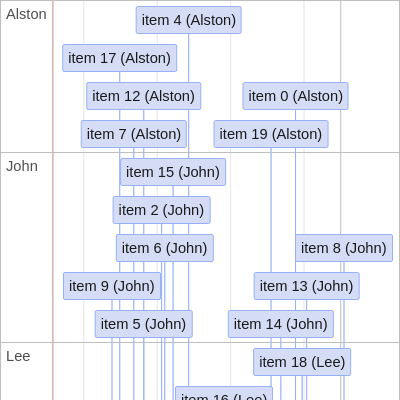 Alston
item 4 (Alston)
item 17 (Alston)
item 12 (Alston)
item 0 (Alston)
item 7 (Alston)
item 19 (Alston)
John
item 15 (John)
item 2 (John)
item 6 (John)
item 8 (John)
item 9 (John)
item 13 (John)
item 5 (John)
item 14 (John)
Lee
item 18 (Lee)
item 16 (Lee)